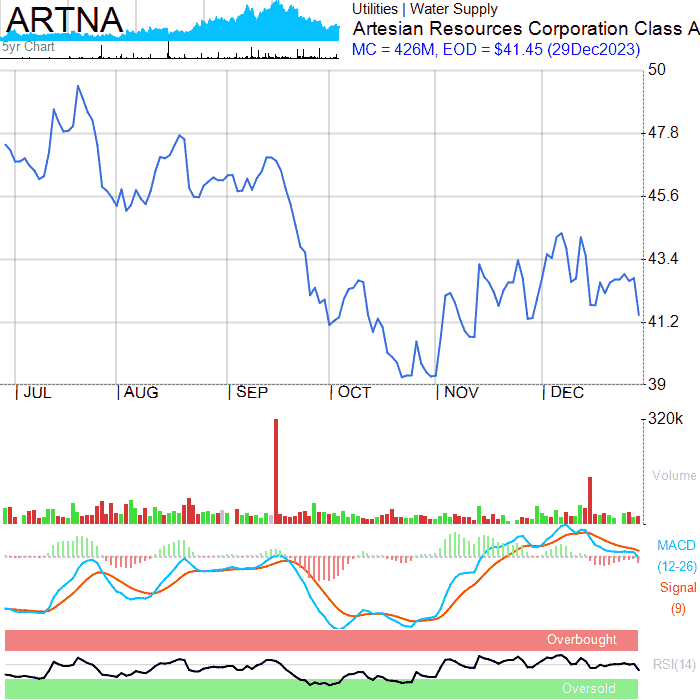 ARTNA
5yr Chart
Utilities | Water Supply
Artesian Resources Corporation Class A
MC = 426M, EOD = $41.45 (29Dec2023)
50
47.8
45.6
43.4
41.2
39
JUL
AUG
SEP
OCT
NOV
DEC
320k
Volume
MACD
(12-26)
Signal
(9)
Overbought
RSI(14)
Oversold